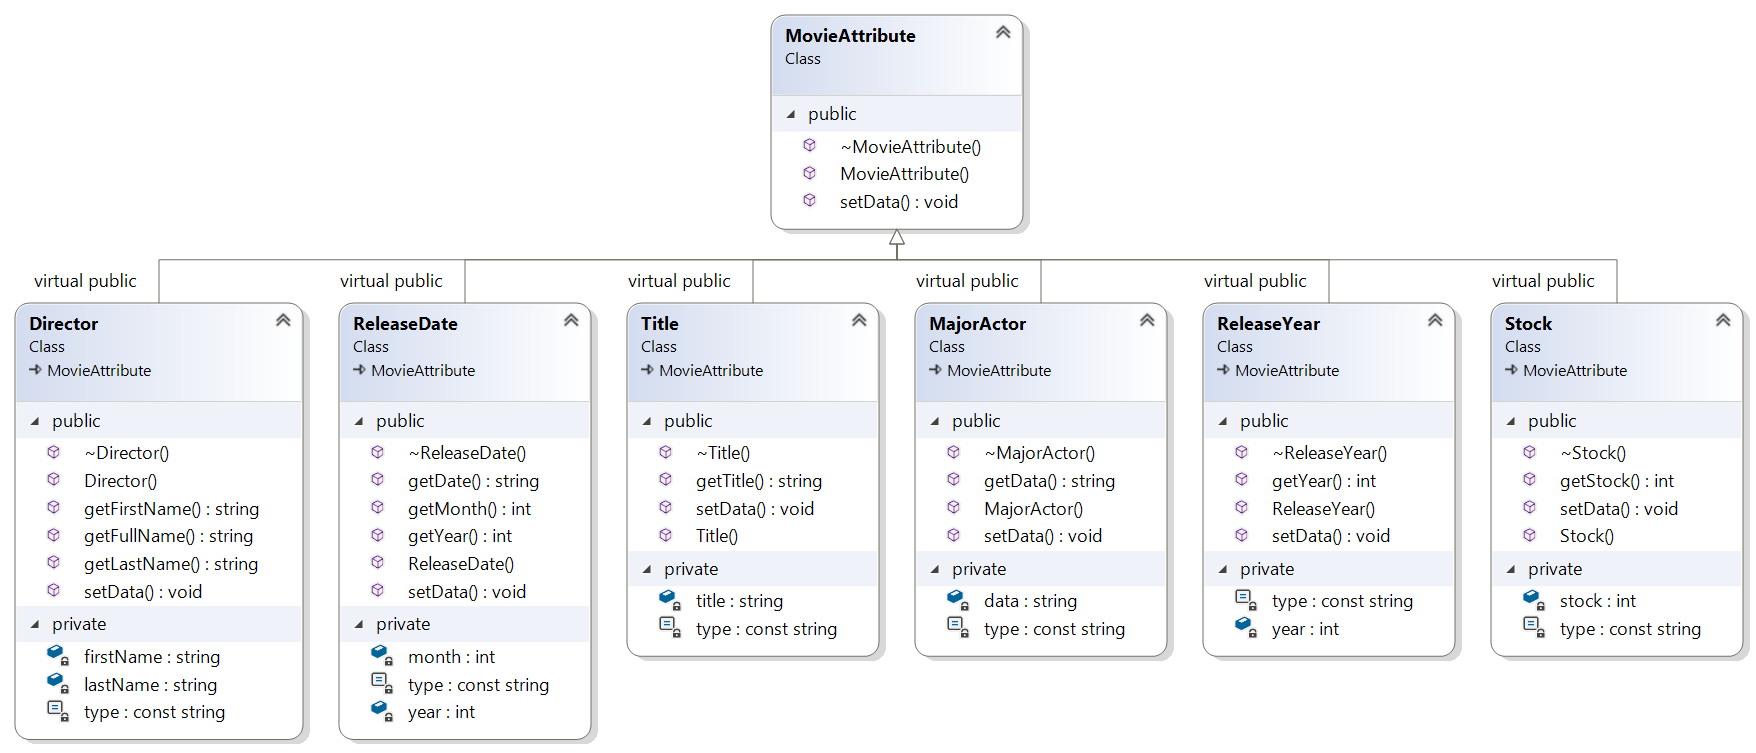 MovieAttribute
Class
public
~MovieAttribute()
MovieAttribute()
setData() : void
virtual public
virtual public
virtual public
virtual public
virtual public
virtual public
Director
Class
MovieAttribute
public
~Director()
Director()
getFirstName() : string
getFullName() : string
getLastName() : string
setData() : void
private
firstName : string
lastName : string
type : const string
ReleaseDate
Class
MovieAttribute
public
~ReleaseDate()
getDate() : string
getMonth() : int
getYear() : int
ReleaseDate()
setData() : void
private
month : int
type : const string
year : int
Title
Class
MovieAttribute
public
~Title()
getTitle() : string
setData() : void
Title()
private
title : string
type : const string
MajorActor
Class
MovieAttribute
public
~MajorActor()
getData() : string
MajorActor()
setData() : void
private
data : string
type : const string
ReleaseYear
Class
MovieAttribute
public
~ReleaseYear()
getYear() : int
ReleaseYear()
setData() : void
private
type : const string
year : int
Stock
Class
MovieAttribute
public
~Stock()
getStock() : int
setData() : void
Stock()
private
stock : int
type : const string